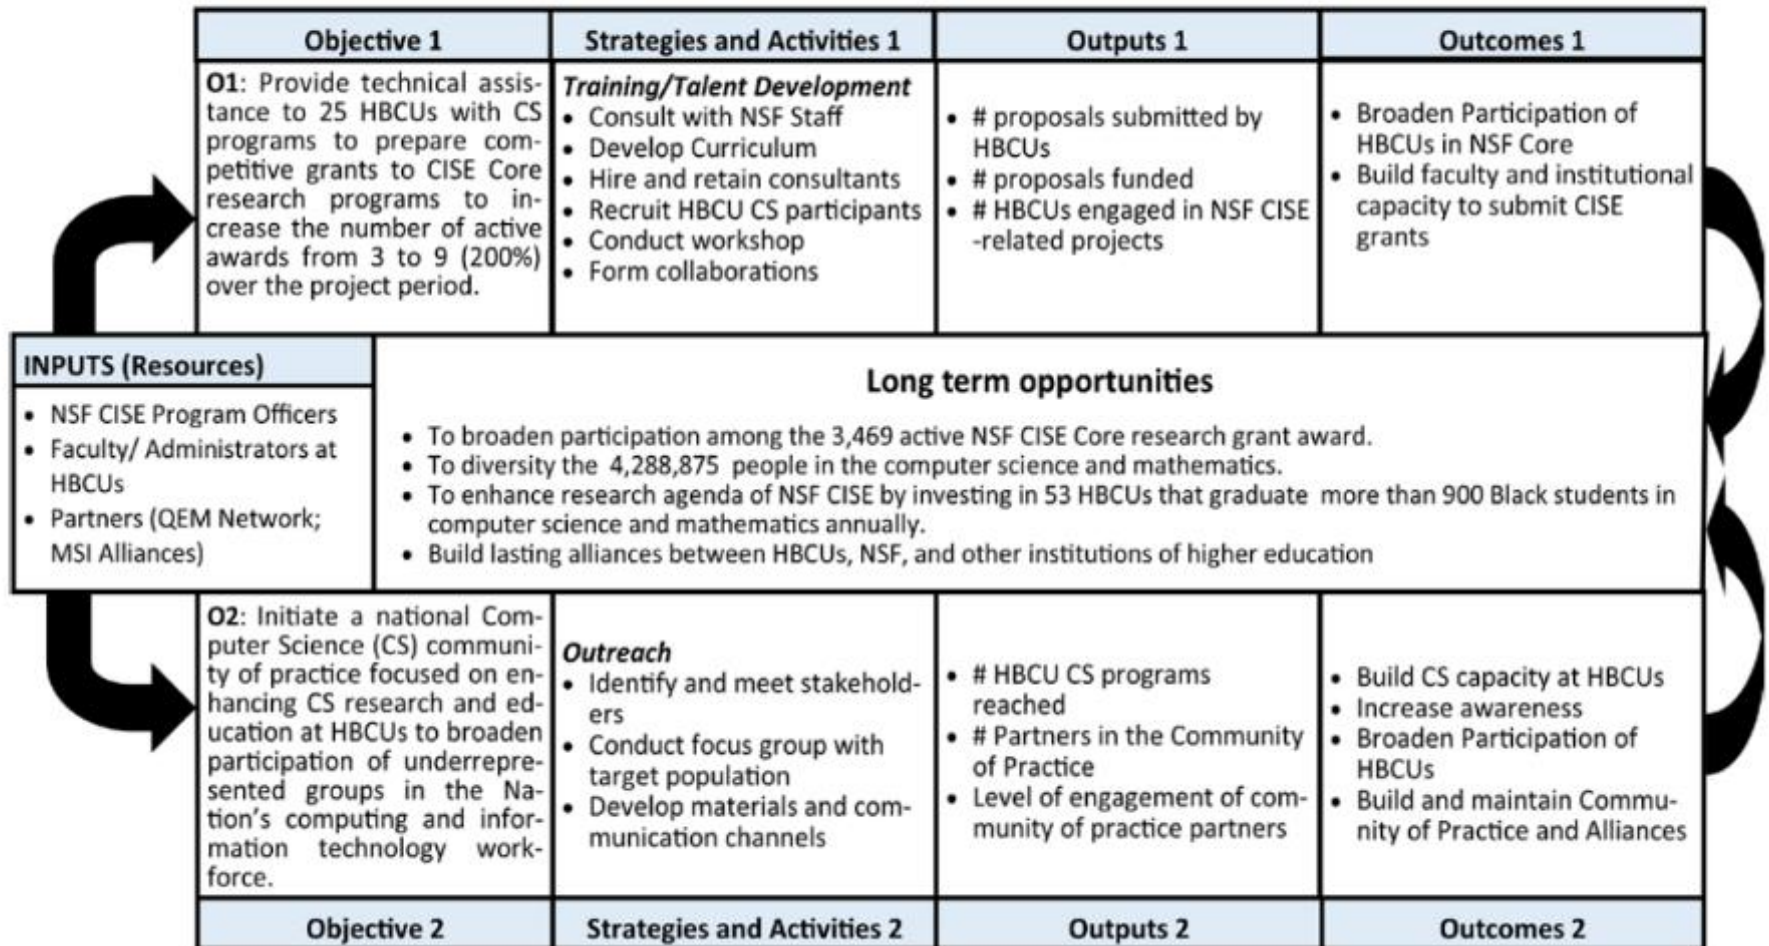 Objective 1
Strategies and Activities 1
Outputs 1
Outcomes 1
O1: Provide technical assis-
tance to 25 HBCUs with CS
programs to prepare com-
petitive grants to CISE Core
research programs to in-
crease the number of active
awards from 3 to 9 (200%)
over the project period.
Training/Talent Development
• Consult with NSF Staff
• Develop Curriculum
• Hire and retain consultants
• Recruit HBCU CS participants
• Conduct workshop
• Form collaborations
• # proposals submitted by
HBCUs
• # proposals funded
• # HBCUs engaged in NSF CISE
-related projects
• Broaden Participation of
HBCUs in NSF Core
• Build faculty and institutional
capacity to submit CISE
grants
INPUTS (Resources)
• NSF CISE Program Officers
• Faculty/ Administrators at
HBCUs
• Partners (QEM Network;
MSI Alliances)
Long term opportunities
• To broaden participation among the 3,469 active NSF CISE Core research grant award.
• To diversity the 4,288,875 people in the computer science and mathematics.
• To enhance research agenda of NSF CISE by investing in 53 HBCUs that graduate more than 900 Black students in
computer science and mathematics annually.
• Build lasting alliances between HBCUs, NSF, and other institutions of higher education
O2: Initiate a national Com-
puter Science (CS) communi-
ty of practice focused on en-
hancing CS research and ed-
ucation at HBCUs to broaden
participation of underrepre-
sented groups in the Na-
tion's computing and infor-
mation technology work-
force.
Outreach
• Identify and meet stakehold-
ers
• Conduct focus group with
target population
• Develop materials and com-
munication channels
• # HBCU CS programs
reached
• # Partners in the Community
of Practice
• Level of engagement of com-
munity of practice partners
• Build CS capacity at HBCUs
• Increase awareness
• Broaden Participation of
HBCUs
• Build and maintain Commu-
nity of Practice and Alliances
Objective 2
Strategies and Activities 2
Outputs 2
Outcomes 2